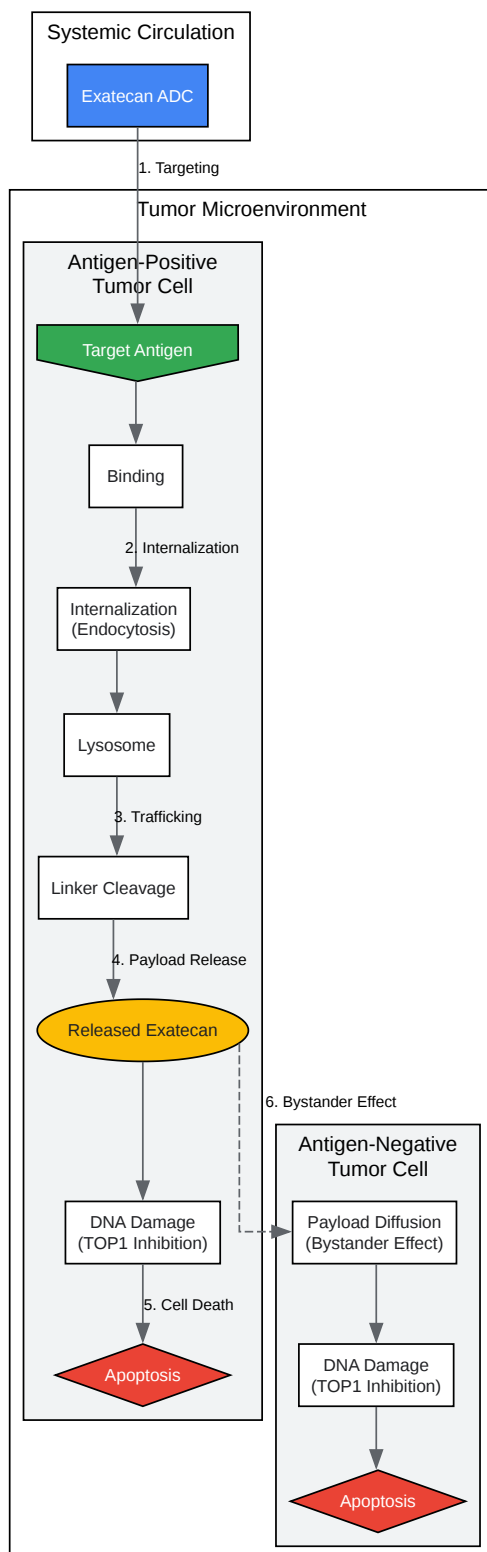 Systemic Circulation
Exatecan ADC
1. Targeting
Tumor Microenvironment
Antigen-Positive
Tumor Cell
Target Antigen
Binding
2. Internalization
Internalization
(Endocytosis)
Lysosome
3. Trafficking
Linker Cleavage
4. Payload Release
Released Exatecan
6. Bystander Effect
Antigen-Negative
Tumor Cell
DNA Damage
(TOP1 Inhibition)
Payload Diffusion
(Bystander Effect)
5. Cell Death
Apoptosis
DNA Damage
(TOP1 Inhibition)
Apoptosis